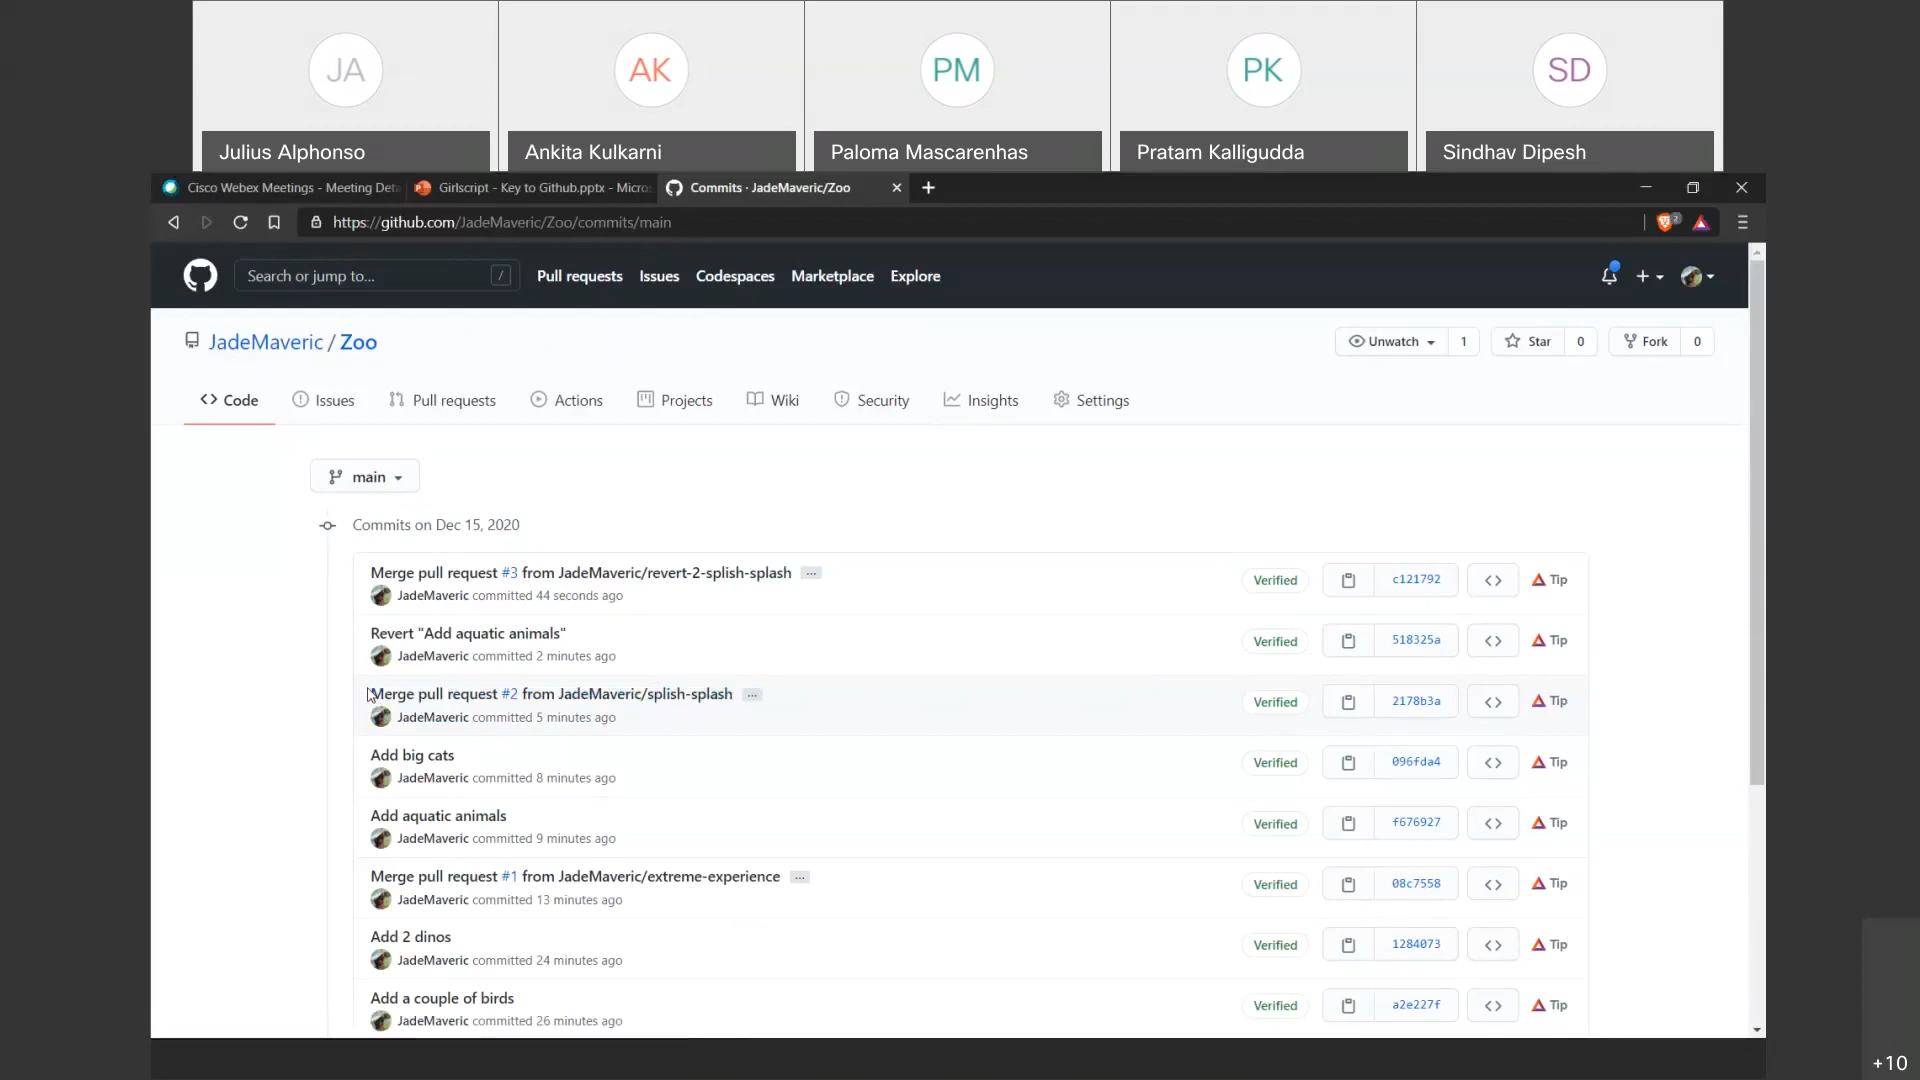 JA
AK
PM
PK
SD
Julius Alphonso
Ankita Kulkarni
Paloma Mascarenhas
Pratam Kalligudda
Sindhav Dipesh
Cisco Webex Meetings - Meeting Deta
Girlscript - Key to Github.pptx - Micros
Commits · JadeMaveric/Zoo
https://github.com/JadeMaveric/Zoo/commits/main
2
Search or jump to...
/
Pull requests
Issues
Codespaces
Marketplace
Explore
JadeMaveric / Zoo
Unwatch
1
Star
0
Fork
0
Code
Issues
Pull requests
Actions
Projects
Wiki
Security
Insights
Settings
main
Commits on Dec 15, 2020
Merge pull request #3 from JadeMaveric/revert-2-splish-splash ...
JadeMaveric committed 44 seconds ago
Verified
c121792
Tip
Revert "Add aquatic animals"
JadeMaveric committed 2 minutes ago
Verified
518325a
Tip
Merge pull request #2 from JadeMaveric/splish-splash ...
JadeMaveric committed 5 minutes ago
Verified
2178b3a
Tip
Add big cats
JadeMaveric committed 8 minutes ago
Verified
096fda4
Tip
Add aquatic animals
JadeMaveric committed 9 minutes ago
Verified
f676927
Tip
Merge pull request #1 from JadeMaveric/extreme-experience ...
JadeMaveric committed 13 minutes ago
Verified
08c7558
Tip
Add 2 dinos
JadeMaveric committed 24 minutes ago
Verified
1284073
Tip
Add a couple of birds
JadeMaveric committed 26 minutes ago
Verified
a2e227f
Tip
+10